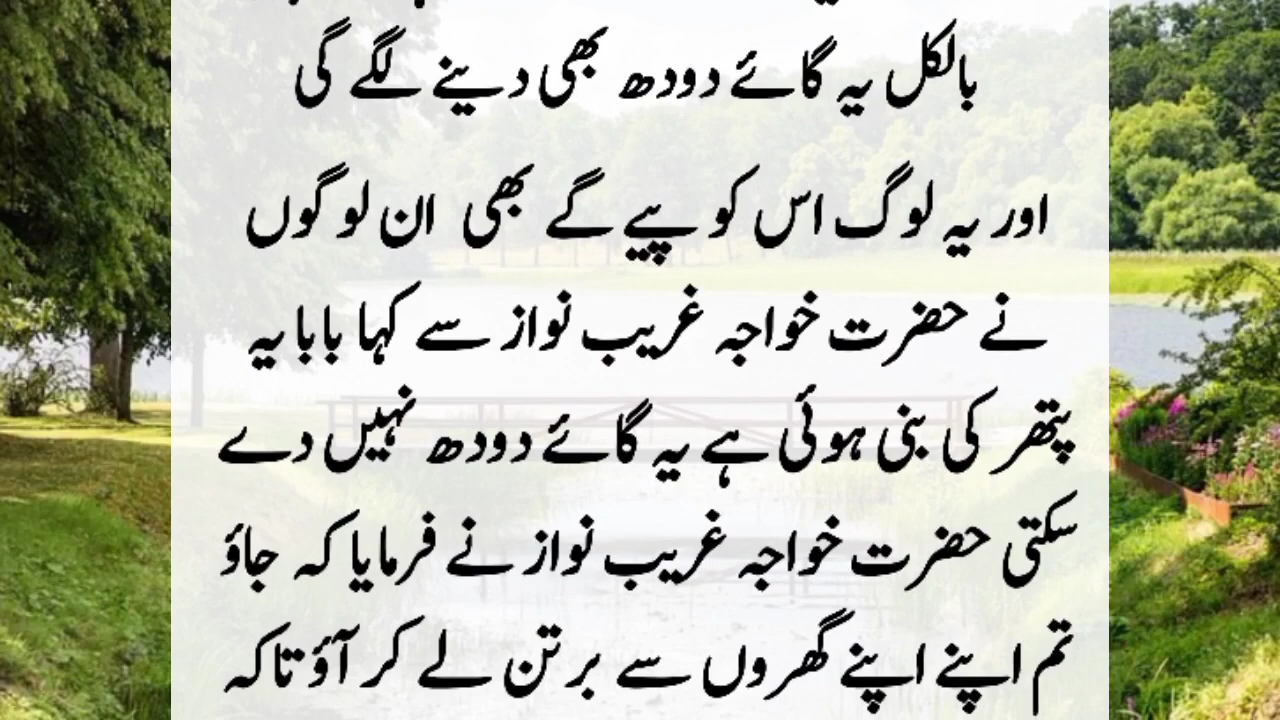 بالکل یہ گائے دودھ بھی دینے لگے گی
اور یہ لوگ اس کو پیے گے بھی ان لوگوں
نے حضرت خواجہ غریب نواز سے کہا بابا یہ
پتھر کی بنی ہوئی ہے یہ گائے دودھ نہیں دے
سکتی حضرت خواجہ غریب نواز نے فرمایا کہ جاؤ
تم اپنے اپنے گھروں سے برتن لے کر آؤ تاکہ